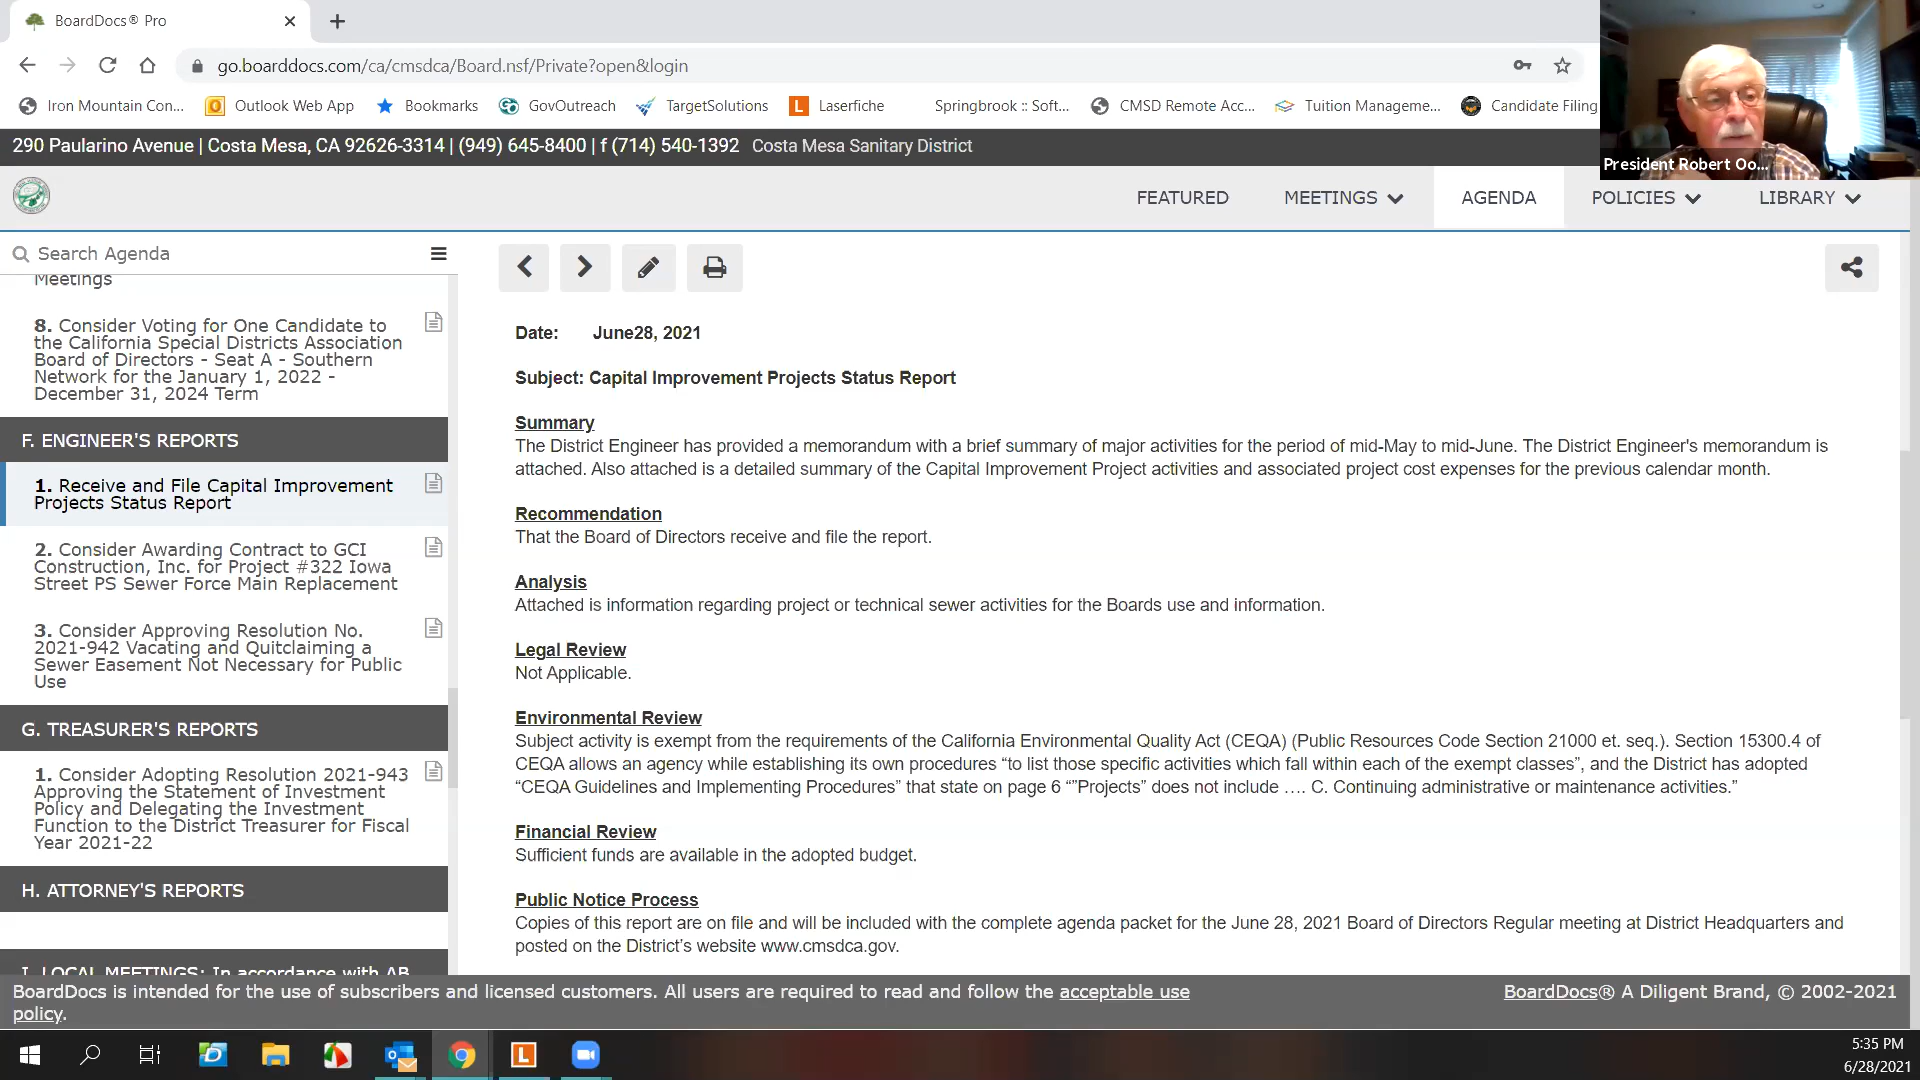 BoardDocs® Pro
go.boarddocs.com/ca/cmsdca/Board.nsf/Private?open&login
Iron Mountain Con...
Outlook Web App
Bookmarks
GovOutreach
TargetSolutions
Laserfiche
Springbrook :: Soft...
CMSD Remote Acc...
Tuition Manageme...
Candidate Filing
President Robert Oo...
290 Paularino Avenue | Costa Mesa, CA 92626-3314 | (949) 645-8400 | f (714) 540-1392 Costa Mesa Sanitary District
FEATURED
MEETINGS
AGENDA
POLICIES
LIBRARY
Search Agenda
Meetings
8. Consider Voting for One Candidate to
the California Special Districts Association
Board of Directors - Seat A - Southern
Network for the January 1, 2022 -
December 31, 2024 Term
F. ENGINEER'S REPORTS
1. Receive and File Capital Improvement
Projects Status Report
2. Consider Awarding Contract to GCI
Construction, Inc. for Project #322 Iowa
Street PS Sewer Force Main Replacement
3. Consider Approving Resolution No.
2021-942 Vacating and Quitclaiming a
Sewer Easement Not Necessary for Public
Use
G. TREASURER'S REPORTS
1. Consider Adopting Resolution 2021-943
Approving the Statement of Investment
Policy and Delegating the Investment
Function to the District Treasurer for Fiscal
Year 2021-22
H. ATTORNEY'S REPORTS
I. LOCAL MEETINGS: In accordance with AB
Date: June28, 2021
Subject: Capital Improvement Projects Status Report
Summary
The District Engineer has provided a memorandum with a brief summary of major activities for the period of mid-May to mid-June. The District Engineer's memorandum is
attached. Also attached is a detailed summary of the Capital Improvement Project activities and associated project cost expenses for the previous calendar month.
Recommendation
That the Board of Directors receive and file the report.
Analysis
Attached is information regarding project or technical sewer activities for the Boards use and information.
Legal Review
Not Applicable.
Environmental Review
Subject activity is exempt from the requirements of the California Environmental Quality Act (CEQA) (Public Resources Code Section 21000 et. seq.). Section 15300.4 of
CEQA allows an agency while establishing its own procedures “to list those specific activities which fall within each of the exempt classes”, and the District has adopted
“CEQA Guidelines and Implementing Procedures” that state on page 6 “”Projects” does not include …. C. Continuing administrative or maintenance activities.”
Financial Review
Sufficient funds are available in the adopted budget.
Public Notice Process
Copies of this report are on file and will be included with the complete agenda packet for the June 28, 2021 Board of Directors Regular meeting at District Headquarters and
posted on the District’s website www.cmsdca.gov.
BoardDocs is intended for the use of subscribers and licensed customers. All users are required to read and follow the acceptable use
policy.
BoardDocs® A Diligent Brand, © 2002-2021
5:35 PM
6/28/2021